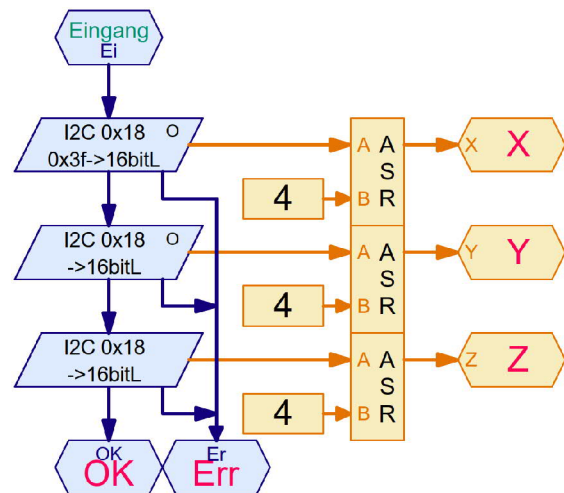 Eingang
Ei
I2C 0x18 O
0x3f->16bitL
A A
S
4 B R
X X
I2C 0x18 O
->16bitL
A A
S
4 B R
Y Y
I2C 0x18
->16bitL
A A
S
4 B R
Z Z
OK
OK
Er
Err